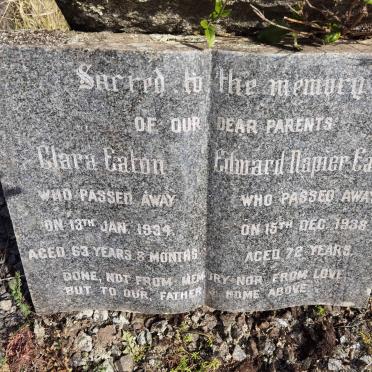 Sacred to the memory
OF OUR DEAR PARENTS
Clara Eaton
WHO PASSED AWAY
ON 13TH JAN. 1934.
AGED 63 YEARS 8 MONTHS
Edward Napier Ea
WHO PASSED AWAY
ON 15TH DEC. 1938.
AGED 72 YEARS.
GONE, NOT FROM MEMORY NOR FROM LOVE
BUT TO OUR FATHER'S HOME ABOVE.